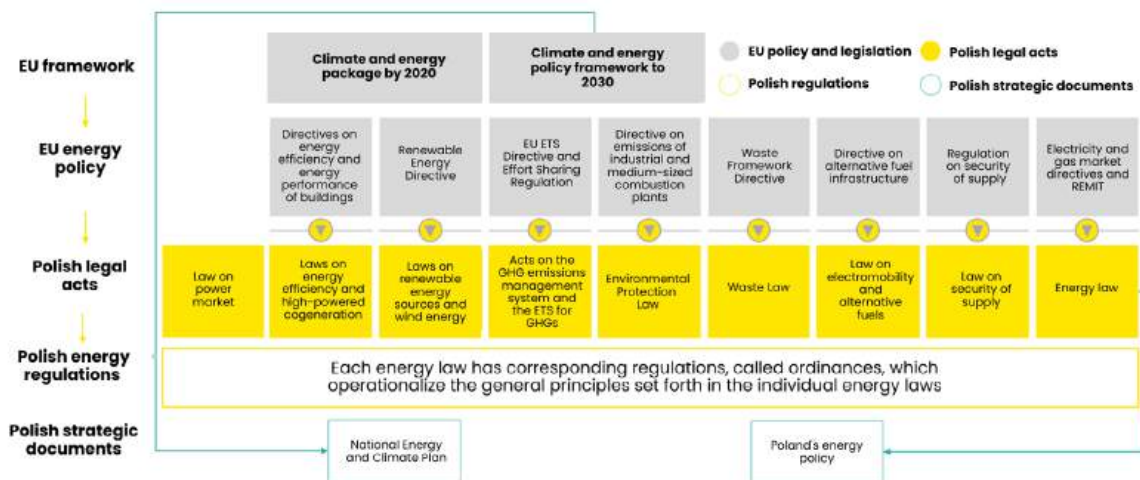 EU framework
Climate and energy
package by 2020
Climate and energy
policy framework to
2030
EU policy and legislation
Polish legal acts
Polish regulations
Polish strategic documents
EU energy
policy
Directives on
energy
efficiency and
energy
performance
of buildings
Renewable
Energy
Directive
EU ETS
Directive and
Effort Sharing
Regulation
Directive on
emissions of
industrial and
medium-sized
combustion
plants
Waste
Framework
Directive
Directive on
alternative fuel
infrastructure
Regulation
on security
of supply
Electricity and
gas market
directives and
REMIT
Polish legal
acts
Law on
power
market
Laws on
energy
efficiency and
high-powered
cogeneration
Laws on
renewable
energy
sources and
wind energy
Acts on the
GHG emissions
management
system and
the ETS for
GHGs
Environmental
Protection
Law
Waste Law
Law on
electromobility
and
alternative
fuels
Law on
security of
supply
Energy law
Polish energy
regulations
Each energy law has corresponding regulations, called ordinances, which
operationalize the general principles set forth in the individual energy laws
Polish strategic
documents
National Energy
and Climate Plan
Poland's energy
policy